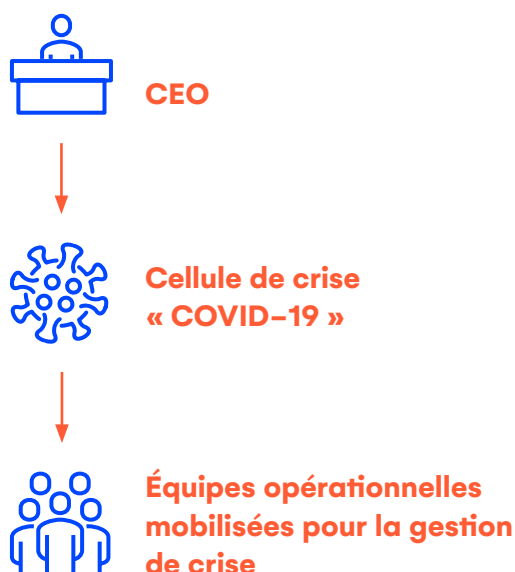 CEO
Cellule de crise
« COVID-19 »
Équipes opérationnelles
mobilisées pour la gestion
de crise